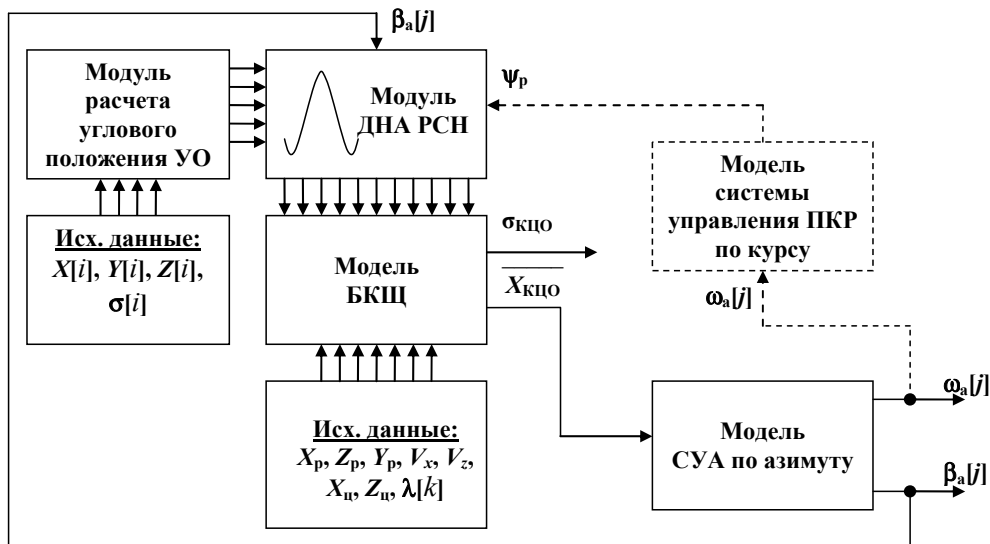 βа[j]
Модуль
расчета
углового
положения УО
Модуль
ДНА РСН
ψр
Модель
системы
управления ПКР
по курсу
Исх. данные:
X[i], Y[i], Z[i],
σ[i]
Модель
БКЩ
σКЦО
XКЦО
ωа[j]
Исх. данные:
Xр, Zр, Yр, Vx, Vz,
Xц, Zц, λ[k]
Модель
СУА по азимуту
ωа[j]
βа[j]